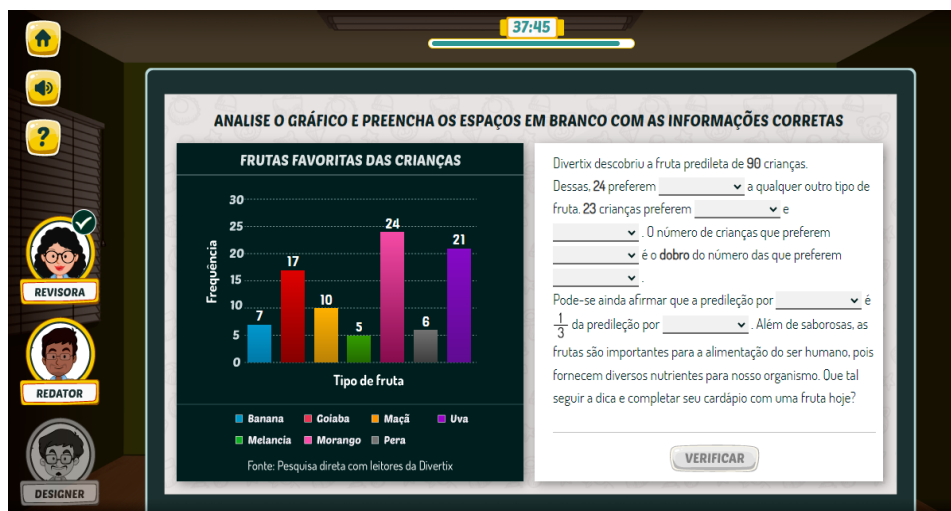 37:45
ANALISE O GRÁFICO E PREENCHA OS ESPAÇOS EM BRANCO COM AS INFORMAÇÕES CORRETAS
?
REVISORA
REDATOR
DESIGNER
FRUTAS FAVORITAS DAS CRIANÇAS
Frequência
30
25
20
15
10
5
0
7
17
10
5
24
6
21
Tipo de fruta
Banana Goiaba Maçã Uva
Melancia Morango Pera
Fonte: Pesquisa direta com leitores da Divertix
Divertix descobriu a fruta predileta de 90 crianças.
Dessas, 24 preferem a qualquer outro tipo de
fruta. 23 crianças preferem e
. O número de crianças que preferem
é o dobro do número das que preferem
.
Pode-se ainda afirmar que a predileção por é
1/3 da predileção por . Além de saborosas, as
frutas são importantes para a alimentação do ser humano, pois
fornecem diversos nutrientes para nosso organismo. Que tal
seguir a dica e completar seu cardápio com uma fruta hoje?
VERIFICAR